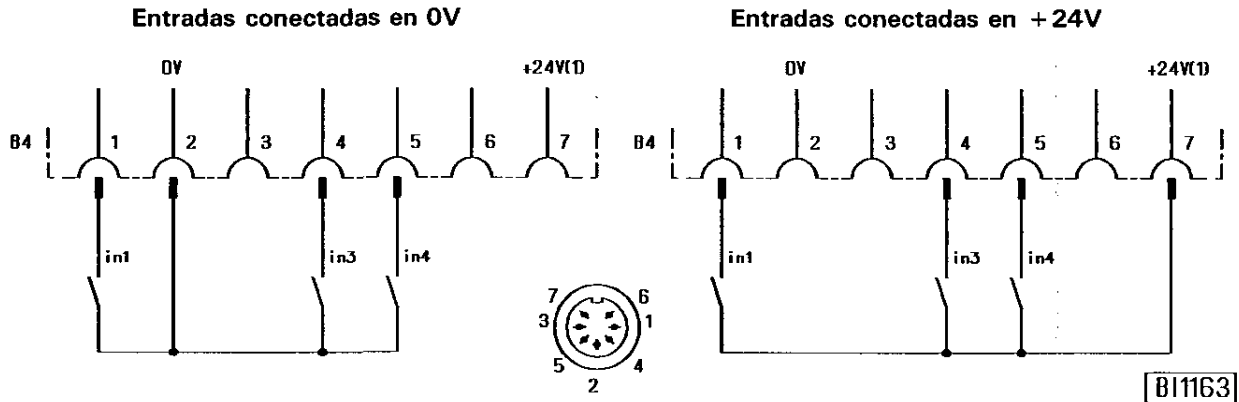 Entradas conectadas en 0V
Entradas conectadas en +24V
0V +24V(1)
0V +24V(1)
B4 1 2 3 4 5 6 7
B4 1 2 3 4 5 6 7
in1 in3 in4
in1 in3 in4
7 6
3 1
5 4
2
BI1163